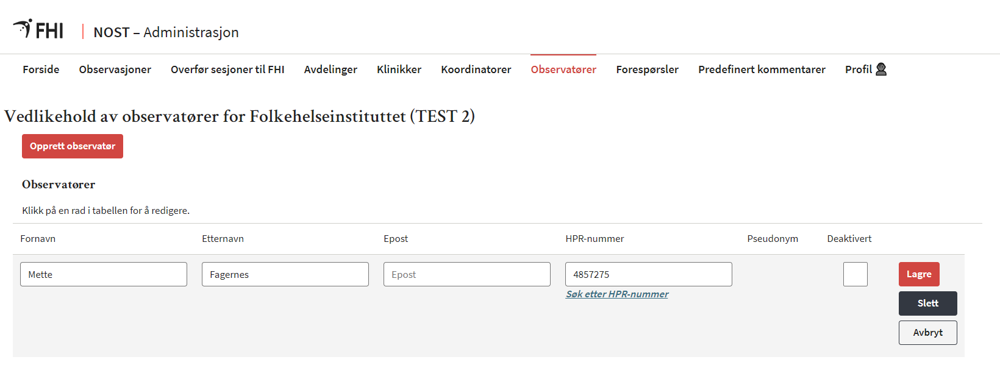 FHI NOST – Administrasjon
Forside Observasjoner Overfør sesjoner til FHI Avdelinger Klinikker Koordinatorer Observatører Forespørsler Predefinert kommentarer Profil
Vedlikehold av observatører for Folkehelseinstituttet (TEST 2)
Opprett observatør
Observatører
Klikk på en rad i tabellen for å redigere.
Fornavn Etternavn Epost HPR-nummer Pseudonym Deaktivert
Mette Fagernes Epost 4857275 Lagre
Søk etter HPR-nummer
Slett
Avbryt